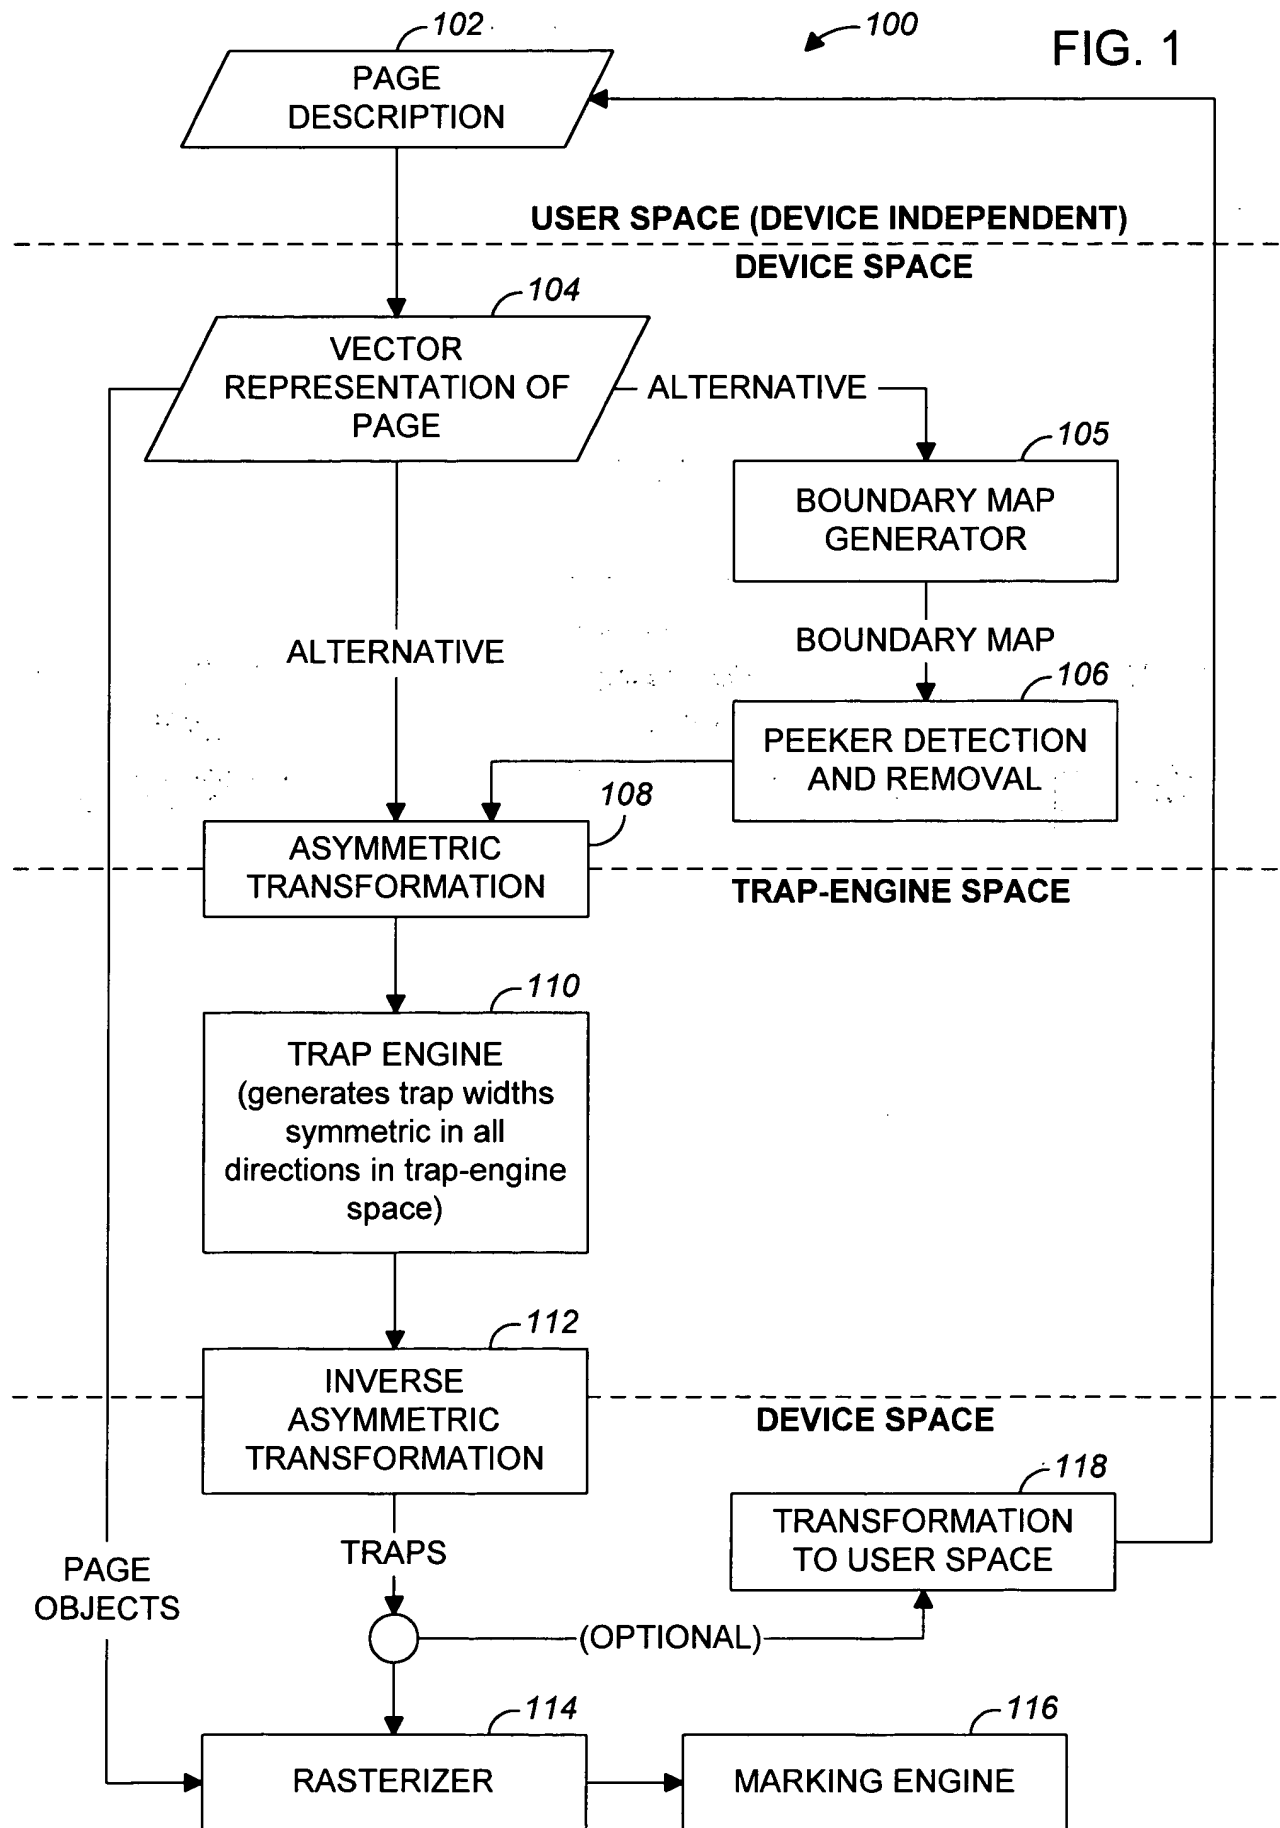 102
100
FIG. 1
PAGE
DESCRIPTION
USER SPACE (DEVICE INDEPENDENT)
DEVICE SPACE
104
VECTOR
REPRESENTATION OF
PAGE
ALTERNATIVE
105
BOUNDARY MAP
GENERATOR
ALTERNATIVE
BOUNDARY MAP
106
PEEKER DETECTION
AND REMOVAL
108
ASYMMETRIC
TRANSFORMATION
TRAP-ENGINE SPACE
110
TRAP ENGINE
(generates trap widths
symmetric in all
directions in trap-engine
space)
112
INVERSE
ASYMMETRIC
TRANSFORMATION
DEVICE SPACE
118
TRANSFORMATION
TO USER SPACE
TRAPS
PAGE
OBJECTS
(OPTIONAL)
114
RASTERIZER
116
MARKING ENGINE